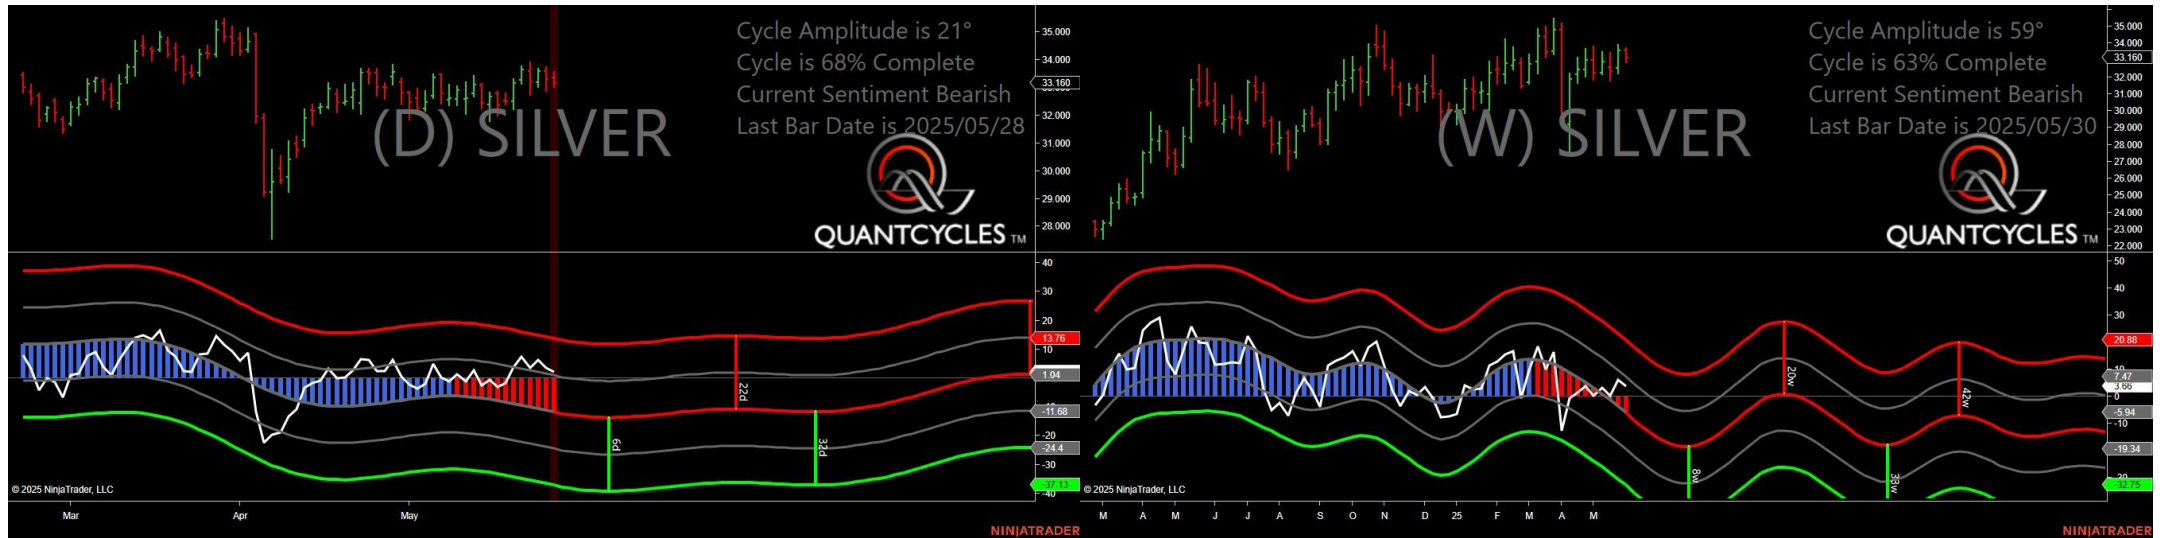 Cycle Amplitude is 21°
Cycle is 68% Complete
Current Sentiment Bearish
Last Bar Date is 2025/05/28
(D) SILVER
QUANTCYCLES TM
35.000
34.000
33.160
32.000
31.000
30.000
29.000
28.000
40
30
20
13.76
10
1.04
-11.68
-20
-24.4
-30
-37.13
-40
22d
6d
32d
© 2025 NinjaTrader, LLC
Mar Apr May
NINJATRADER
Cycle Amplitude is 59°
Cycle is 63% Complete
Current Sentiment Bearish
Last Bar Date is 2025/05/30
(W) SILVER
QUANTCYCLES TM
35.000
34.000
33.160
32.000
31.000
30.000
29.000
28.000
27.000
26.000
25.000
24.000
23.000
22.000
50
40
30
20.88
7.47
3.66
0
-5.94
-10
-19.34
-32.75
20w
42w
8w
33w
© 2025 NinjaTrader, LLC
M A M J J A S O N D 25 F M A M
NINJATRADER